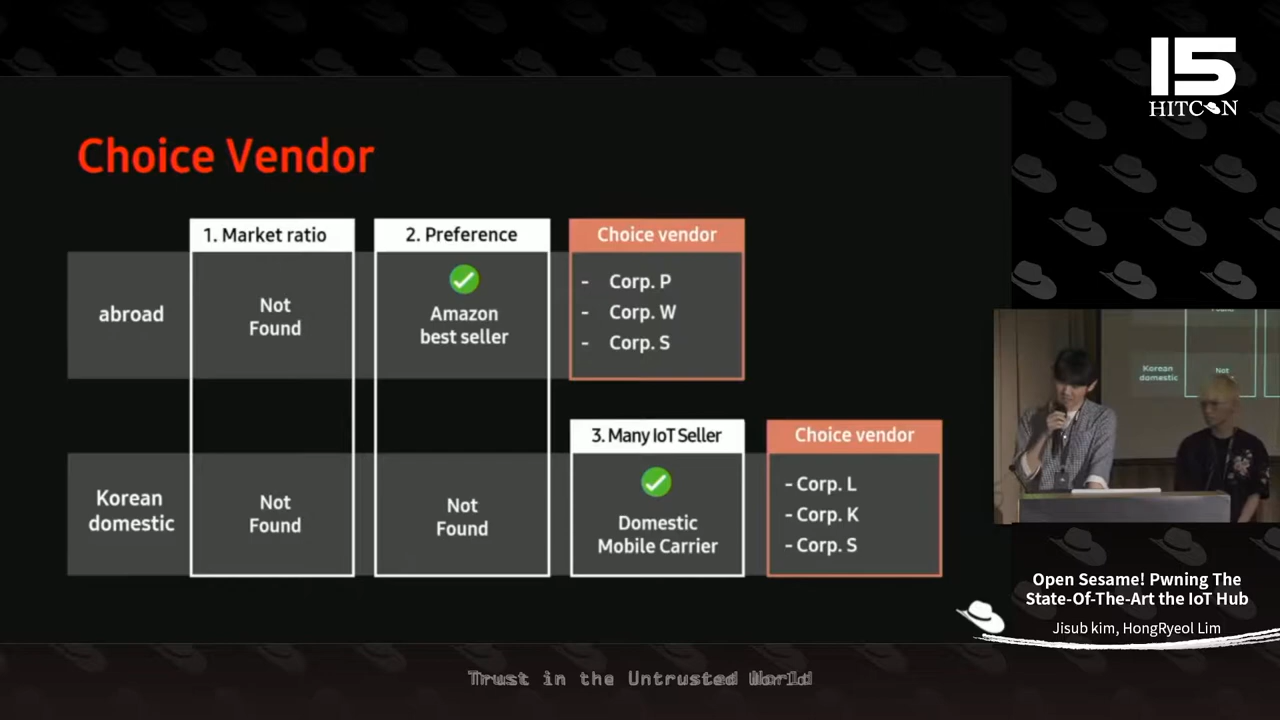 15
HITCON
Choice Vendor
1. Market ratio
2. Preference
Choice vendor
abroad
Not
Found
Amazon
best seller
- Corp. P
- Corp. W
- Corp. S
3. Many IoT Seller
Choice vendor
Korean
domestic
Not
Found
Not
Found
Domestic
Mobile Carrier
- Corp. L
- Corp. K
- Corp. S
Korean
domestic
Not
Open Sesame! Pwning The
State-Of-The-Art the IoT Hub
Jisub kim, HongRyeol Lim
Trust in the Untrusted World